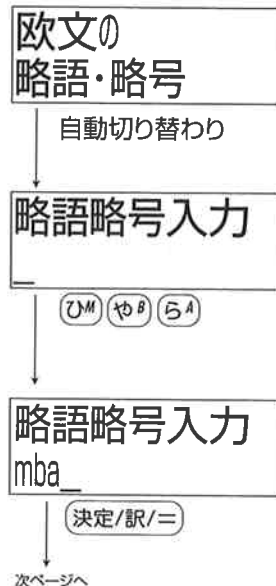 欧文の
略語・略号
自動切り替わり
略語略号入力
_
ひM やB らA
略語略号入力
mba_
決定/訳/=
次ページへ